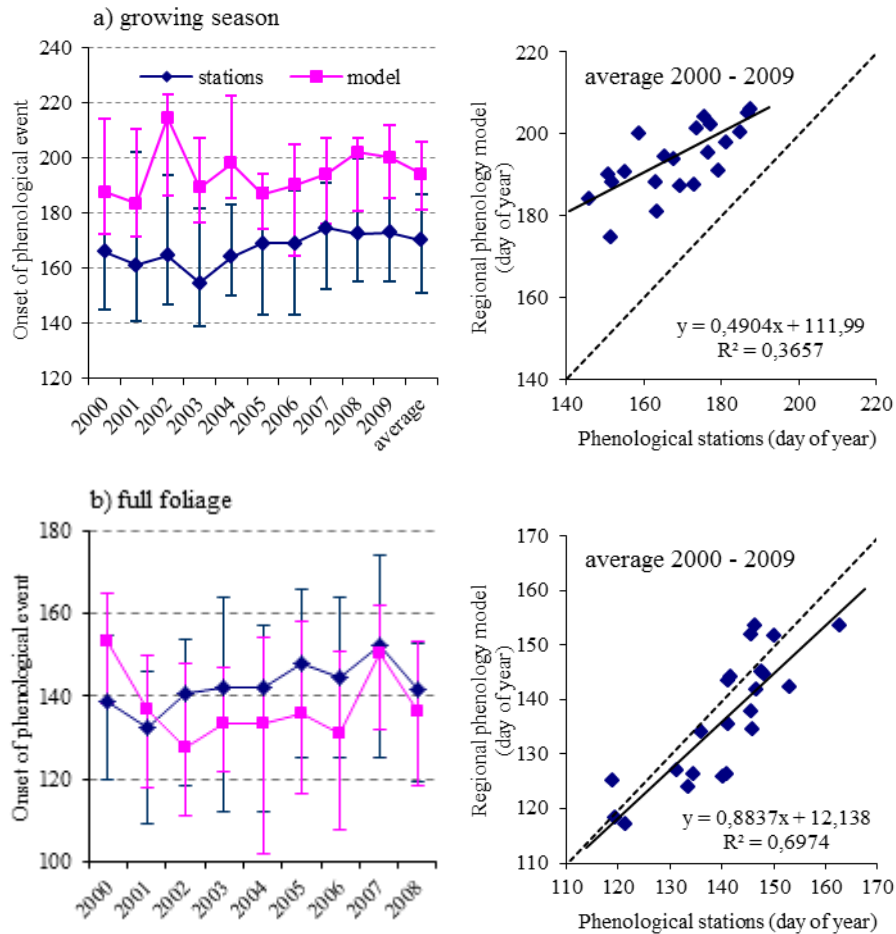 a) growing season
Onset of phenological event
240
220
200
180
160
140
120
stations
model
2000
2001
2002
2003
2004
2005
2006
2007
2008
2009
average
Regional phenology model
(day of year)
220
200
180
160
140
average 2000 - 2009
y = 0,4904x + 111,99
R² = 0,3657
140 160 180 200 220
Phenological stations (day of year)
b) full foliage
Onset of phenological event
180
160
140
120
100
2000
2001
2002
2003
2004
2005
2006
2007
2008
Regional phenology model
(day of year)
170
160
150
140
130
120
110
average 2000 - 2009
y = 0,8837x + 12,138
R² = 0,6974
110 120 130 140 150 160 170
Phenological stations (day of year)